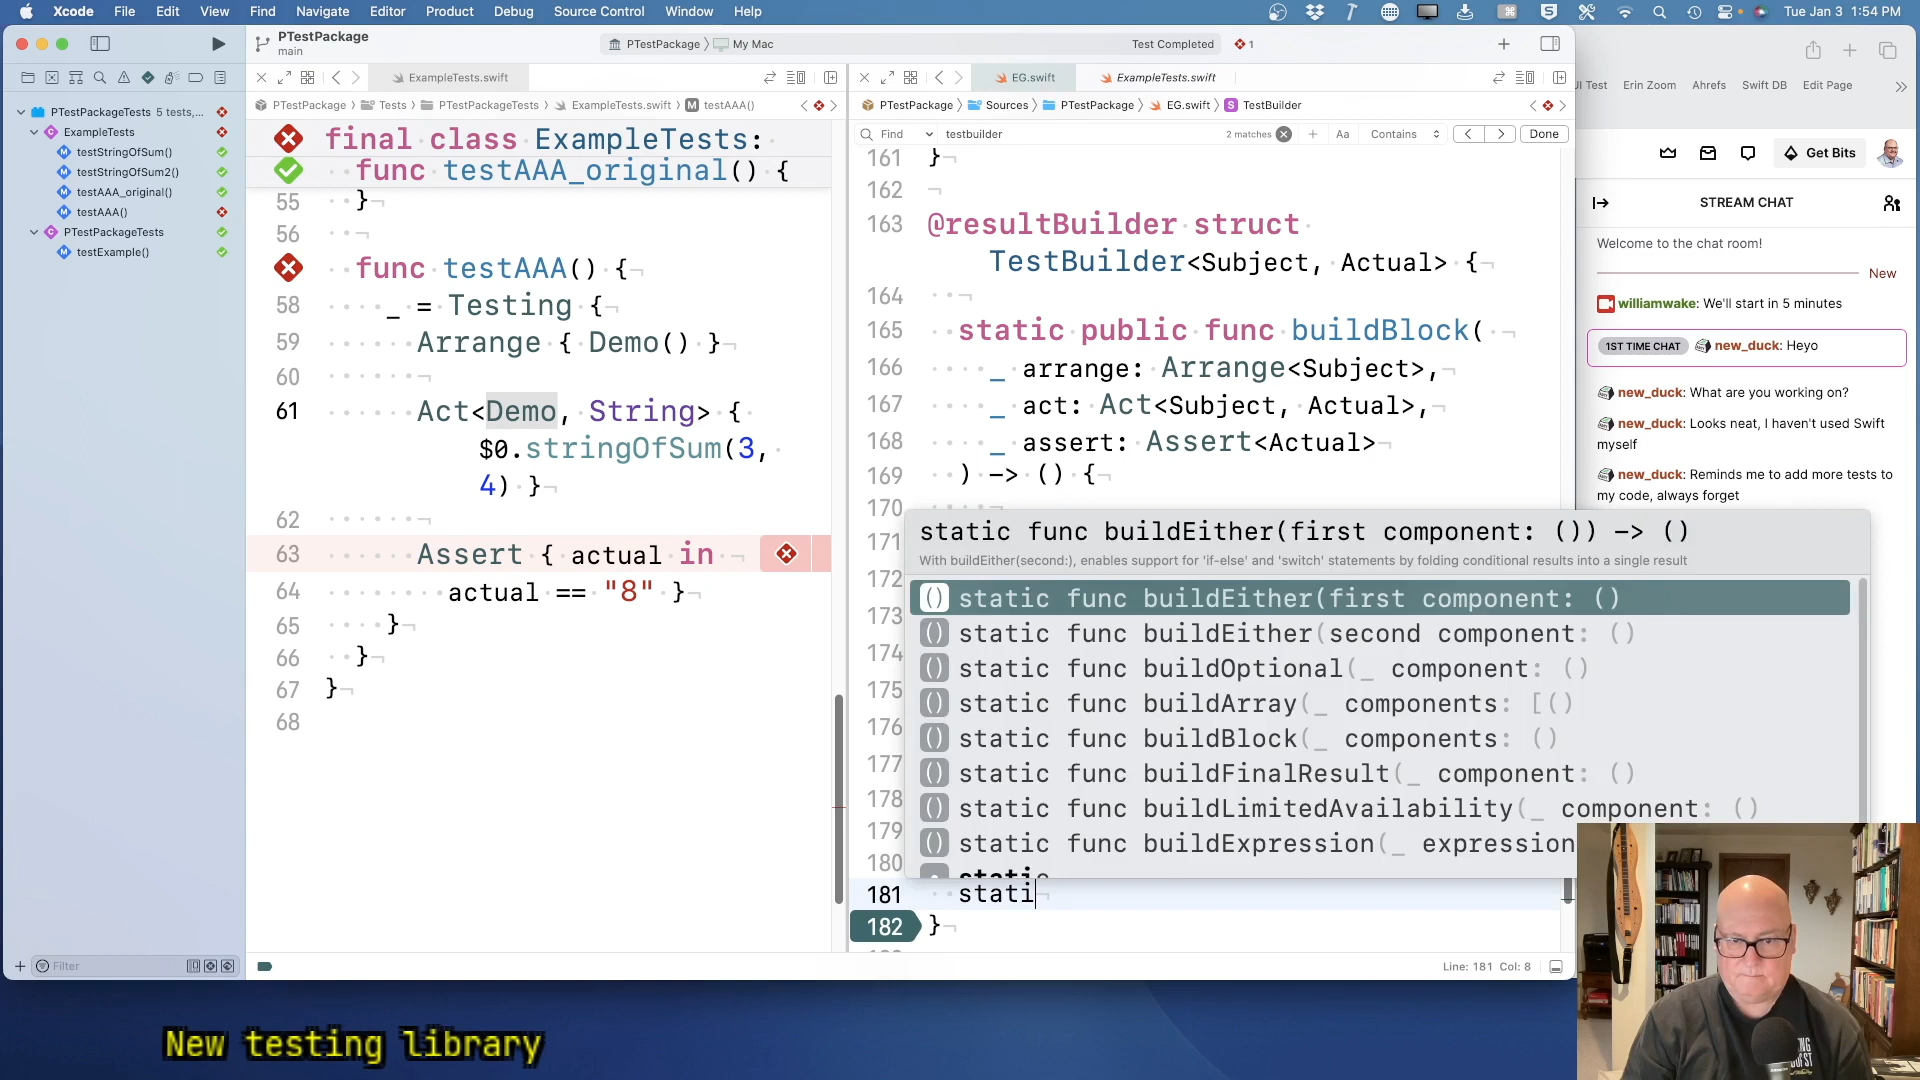 Xcode File Edit View Find Navigate Editor Product Debug Source Control Window Help
Tue Jan 3 1:54 PM
PTestPackage
main
PTestPackage My Mac
Test Completed
1
ExampleTests.swift
EG.swift
ExampleTests.swift
UI Test Erin Zoom Ahrefs Swift DB Edit Page
PTestPackage Tests PTestPackageTests ExampleTests.swift M testAAA()
PTestPackage Sources PTestPackage EG.swift S TestBuilder
Find testbuilder 2 matches Aa Contains Done
PTestPackageTests 5 tests,...
C ExampleTests
M testStringOfSum()
M testStringOfSum2()
M testAAA_original()
M testAAA()
C PTestPackageTests
M testExample()
Filter
final class ExampleTests:
func testAAA_original() {
55 }
56
func testAAA() {
58 _ = Testing {
59 Arrange { Demo() }
60
61 Act<Demo, String> {
$0.stringOfSum(3,
4) }
62
63 Assert { actual in
64 actual == "8" }
65 }
66 }
67 }
68
161 }
162
163 @resultBuilder struct
TestBuilder<Subject, Actual> {
164
165 static public func buildBlock(
166 _ arrange: Arrange<Subject>,
167 _ act: Act<Subject, Actual>,
168 _ assert: Assert<Actual>
169 ) -> () {
170
171
172
173
174
175
176
177
178
179
180
static func buildEither(first component: ()) -> ()
With buildEither(second:), enables support for 'if-else' and 'switch' statements by folding conditional results into a single result
() static func buildEither(first component: ()
() static func buildEither(second component: ()
() static func buildOptional(_ component: ()
() static func buildArray(_ components: [()
() static func buildBlock(_ components: ()
() static func buildFinalResult(_ component: ()
() static func buildLimitedAvailability(_ component: ()
() static func buildExpression(_ expression
static
181 stati
182 }
Line: 181 Col: 8
Get Bits
STREAM CHAT
Welcome to the chat room!
New
williamwake: We'll start in 5 minutes
1ST TIME CHAT new_duck: Heyo
new_duck: What are you working on?
new_duck: Looks neat, I haven't used Swift
myself
new_duck: Reminds me to add more tests to
my code, always forget
New testing library